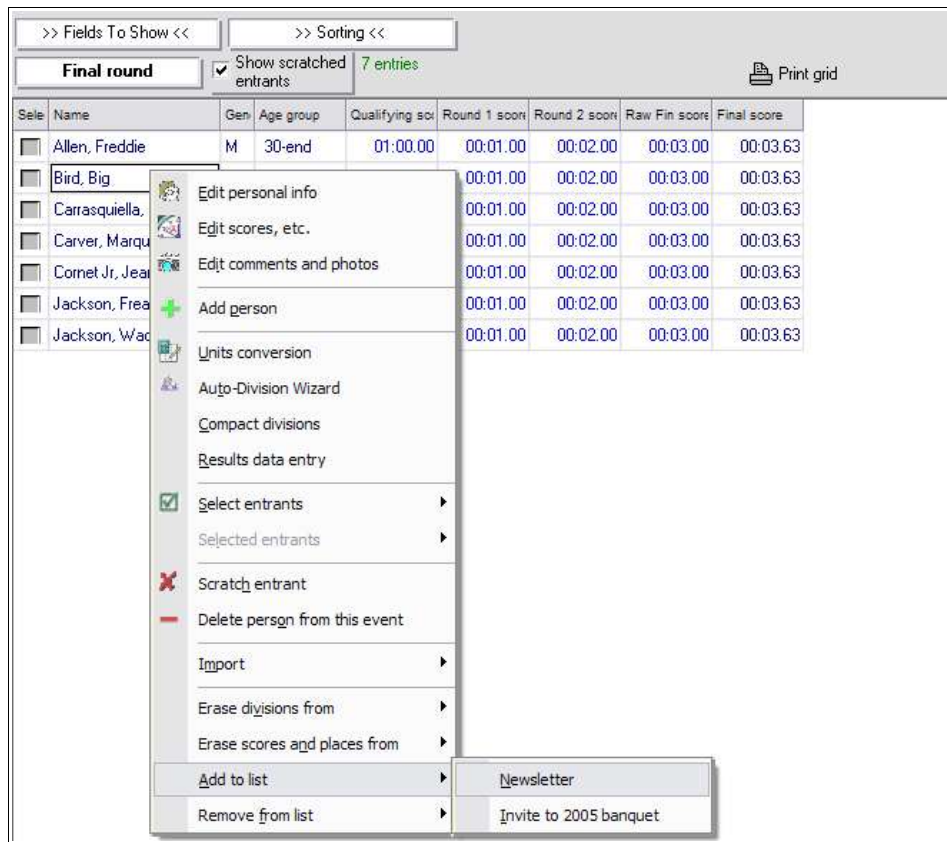 >> Fields To Show << >> Sorting <<
Final round Show scratched entrants 7 entries Print grid
Sele Name Gen Age group Qualifying sco Round 1 score Round 2 score Raw Fin score Final score
Allen, Freddie M 30-end 01:00.00 00:01.00 00:02.00 00:03.00 00:03.63
Bird, Big 00:01.00 00:02.00 00:03.00 00:03.63
Carrasquiella, 00:01.00 00:02.00 00:03.00 00:03.63
Carver, Marqu 00:01.00 00:02.00 00:03.00 00:03.63
Cornet Jr, Jear 00:01.00 00:02.00 00:03.00 00:03.63
Jackson, Frea 00:01.00 00:02.00 00:03.00 00:03.63
Jackson, Wac 00:01.00 00:02.00 00:03.00 00:03.63
Edit personal info
Edit scores, etc.
Edit comments and photos
Add person
Units conversion
Auto-Division Wizard
Compact divisions
Results data entry
Select entrants
Selected entrants
Scratch entrant
Delete person from this event
Import
Erase divisions from
Erase scores and places from
Add to list
Remove from list
Newsletter
Invite to 2005 banquet